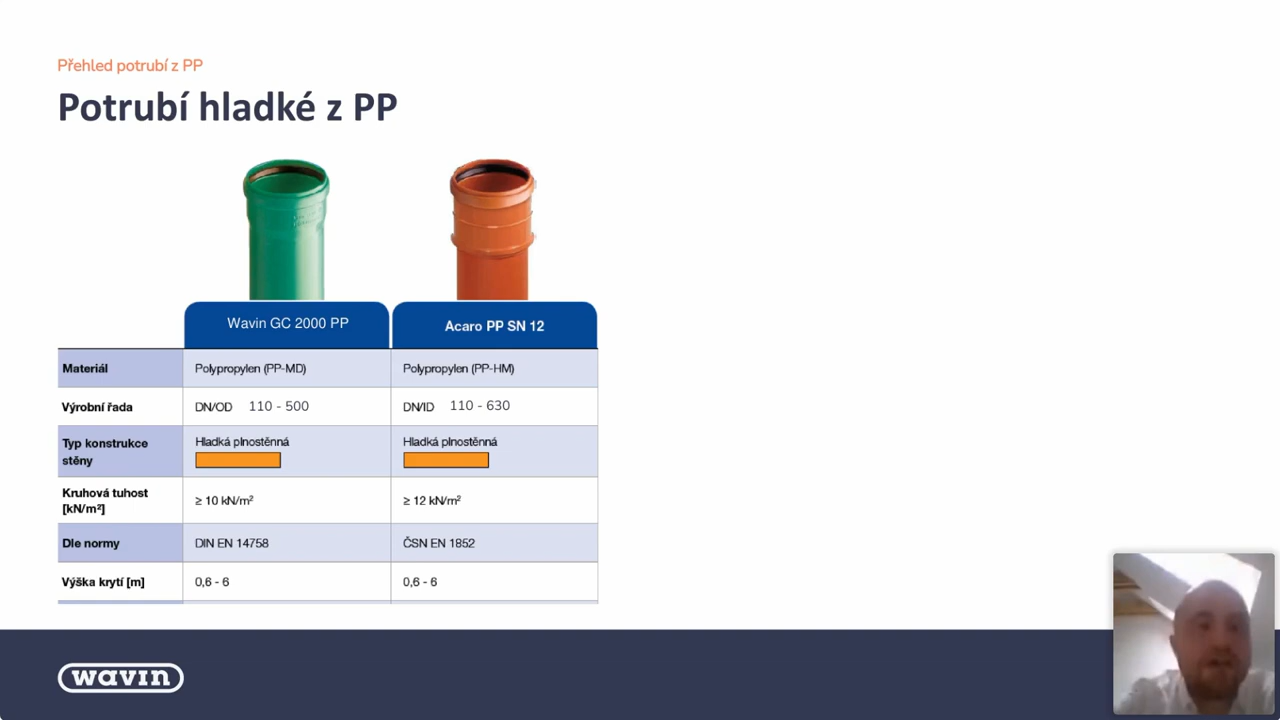 Přehled potrubí z PP
Potrubí hladké z PP
Wavin GC 2000 PP
Acaro PP SN 12
Materiál
Polypropylen (PP-MD)
Polypropylen (PP-HM)
Výrobní řada
DN/OD 110 - 500
DN/ID 110 - 630
Typ konstrukce
stěny
Hladká plnostěnná
Hladká plnostěnná
Kruhová tuhost
[kN/m²]
≥ 10 kN/m²
≥ 12 kN/m²
Dle normy
DIN EN 14758
ČSN EN 1852
Výška krytí [m]
0,6 - 6
0,6 - 6
wavin